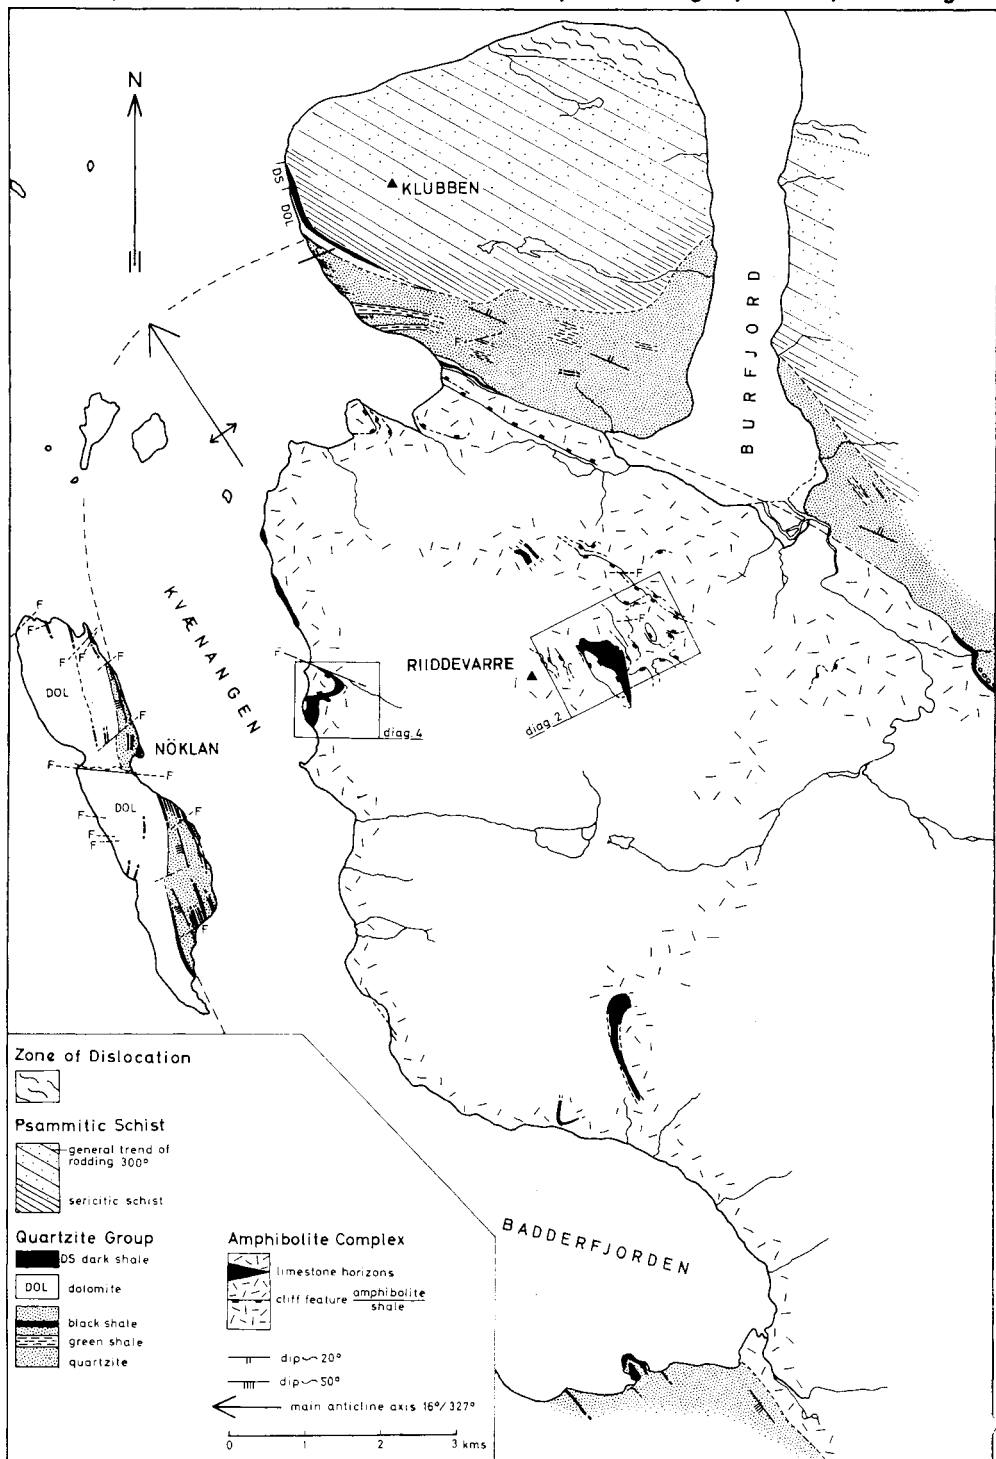 N
DS
DOL
KLUBBEN
F
BURFJORD
KVÆNANGEN
F
F
F
RIIDDEVARRE
diag. 2
F
diag. 4
F
F
F
F
F
F
DOL
F
NÖKLAN
F
F
DOL
F
F
F
F
F
BADDERFJORDEN
Zone of Dislocation
Psammitic Schist
general trend of
rodding 300°
sericitic schist
Quartzite Group
DS dark shale
DOL dolomite
black shale
green shale
quartzite
Amphibolite Complex
limestone horizons
cliff feature amphibolite
shale
dip ~ 20°
dip ~ 50°
main anticline axis 16°/327°
0 1 2 3 kms